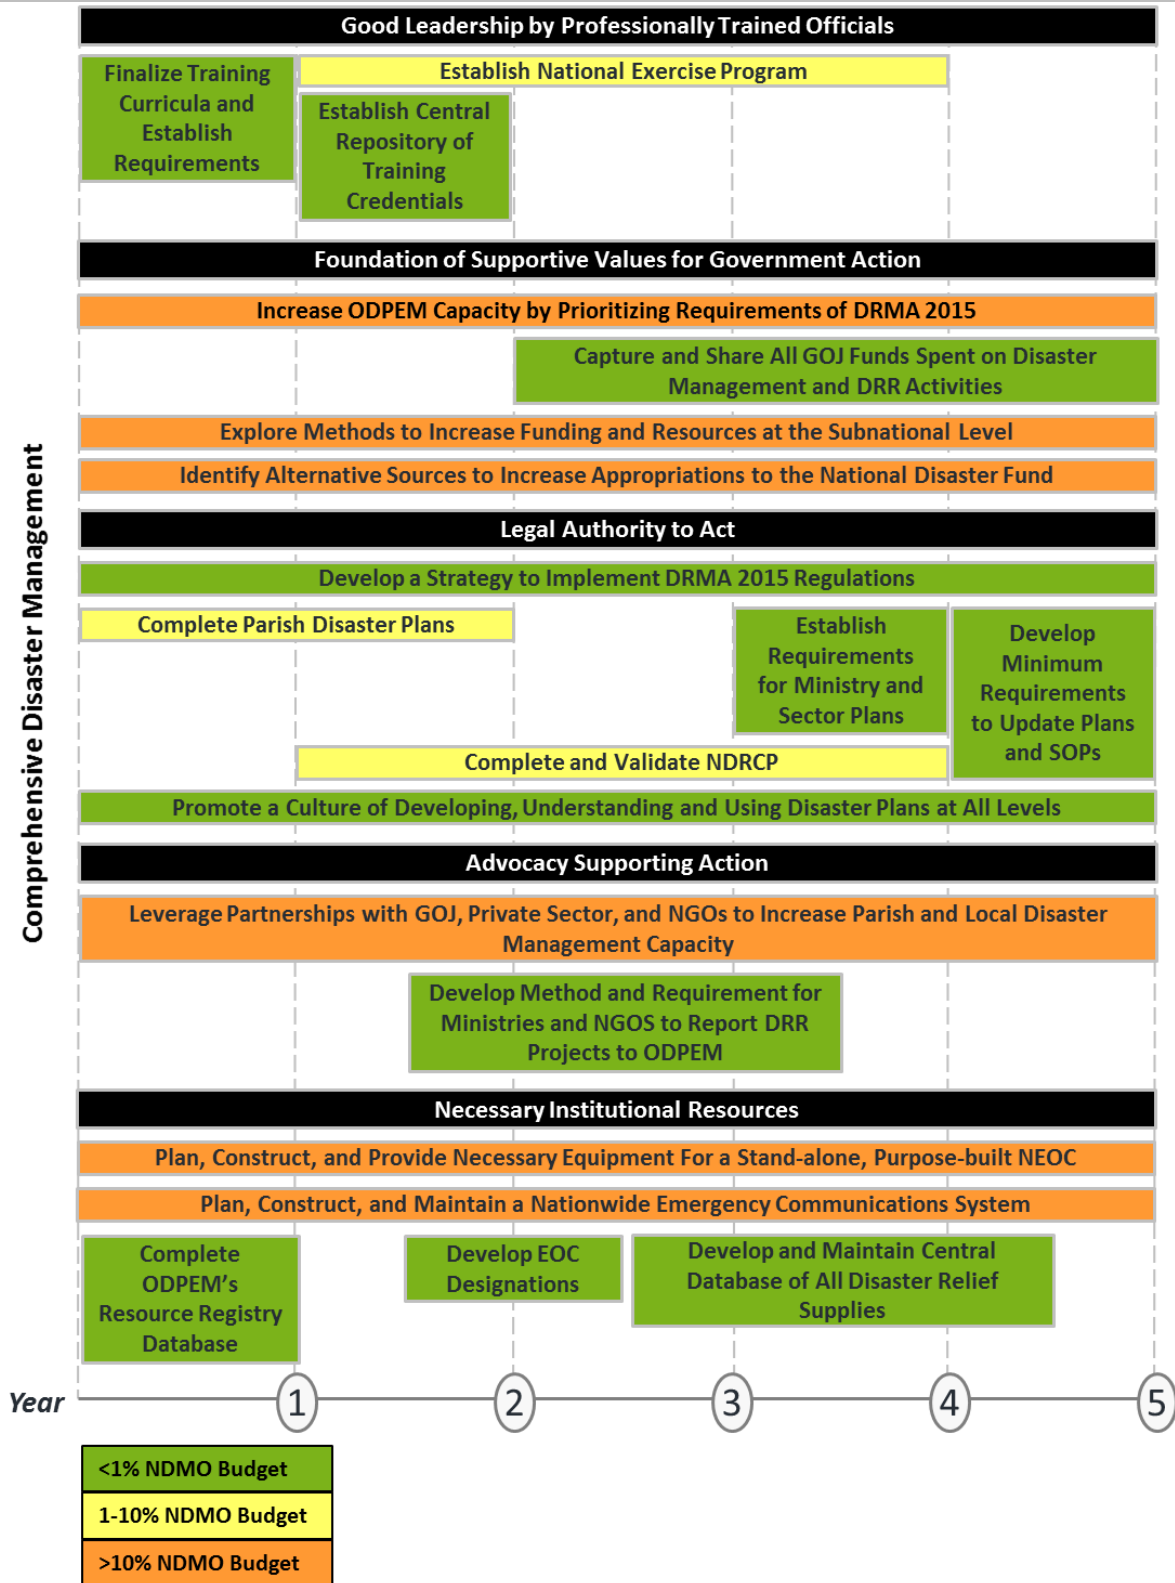 Comprehensive Disaster Management
Good Leadership by Professionally Trained Officials
Finalize Training
Curricula and
Establish
Requirements
Establish National Exercise Program
Establish Central
Repository of
Training
Credentials
Foundation of Supportive Values for Government Action
Increase ODPEM Capacity by Prioritizing Requirements of DRMA 2015
Capture and Share All GOJ Funds Spent on Disaster
Management and DRR Activities
Explore Methods to Increase Funding and Resources at the Subnational Level
Identify Alternative Sources to Increase Appropriations to the National Disaster Fund
Legal Authority to Act
Develop a Strategy to Implement DRMA 2015 Regulations
Complete Parish Disaster Plans
Establish
Requirements
for Ministry and
Sector Plans
Develop
Minimum
Requirements
to Update Plans
and SOPs
Complete and Validate NDRCP
Promote a Culture of Developing, Understanding and Using Disaster Plans at All Levels
Advocacy Supporting Action
Leverage Partnerships with GOJ, Private Sector, and NGOs to Increase Parish and Local Disaster
Management Capacity
Develop Method and Requirement for
Ministries and NGOS to Report DRR
Projects to ODPEM
Necessary Institutional Resources
Plan, Construct, and Provide Necessary Equipment For a Stand-alone, Purpose-built NEOC
Plan, Construct, and Maintain a Nationwide Emergency Communications System
Complete
ODPEM’s
Resource Registry
Database
Develop EOC
Designations
Develop and Maintain Central
Database of All Disaster Relief
Supplies
Year 1 2 3 4 5
<1% NDMO Budget
1-10% NDMO Budget
>10% NDMO Budget